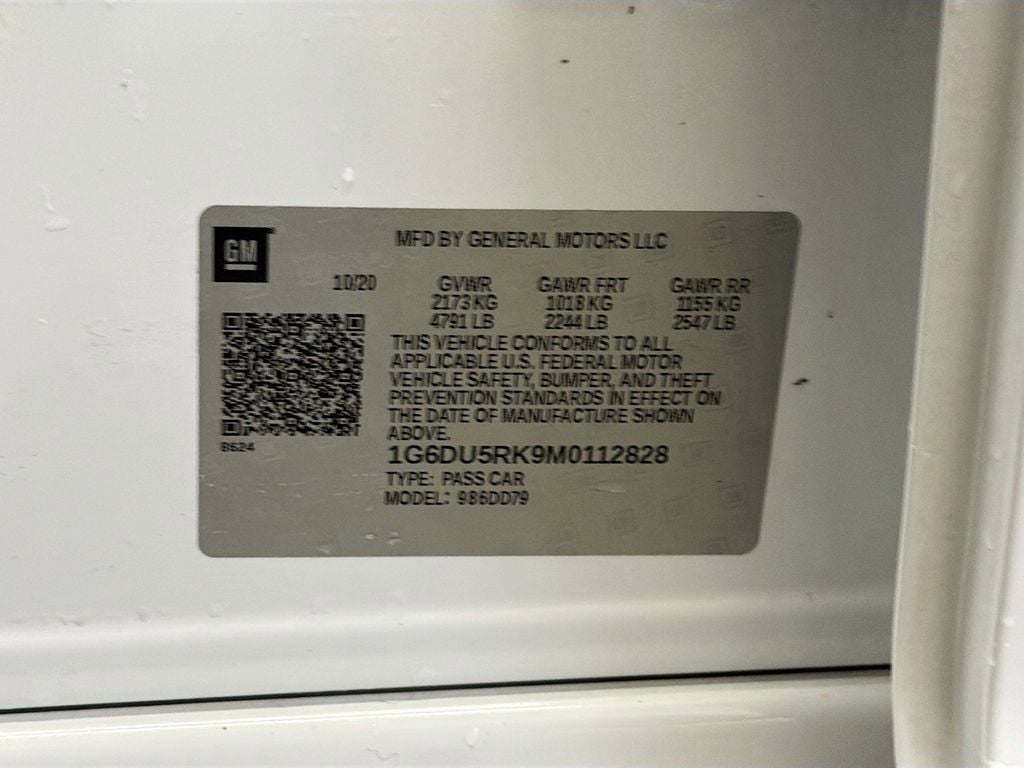 GM
MFD BY GENERAL MOTORS LLC
10/20 GVWR GAWR FRT GAWR RR
2173 KG 1018 KG 1155 KG
4791 LB 2244 LB 2547 LB
THIS VEHICLE CONFORMS TO ALL
APPLICABLE U.S. FEDERAL MOTOR
VEHICLE SAFETY, BUMPER, AND THEFT
PREVENTION STANDARDS IN EFFECT ON
THE DATE OF MANUFACTURE SHOWN
ABOVE.
B624
1G6DU5RK9M0112828
TYPE: PASS CAR
MODEL: 986DD79